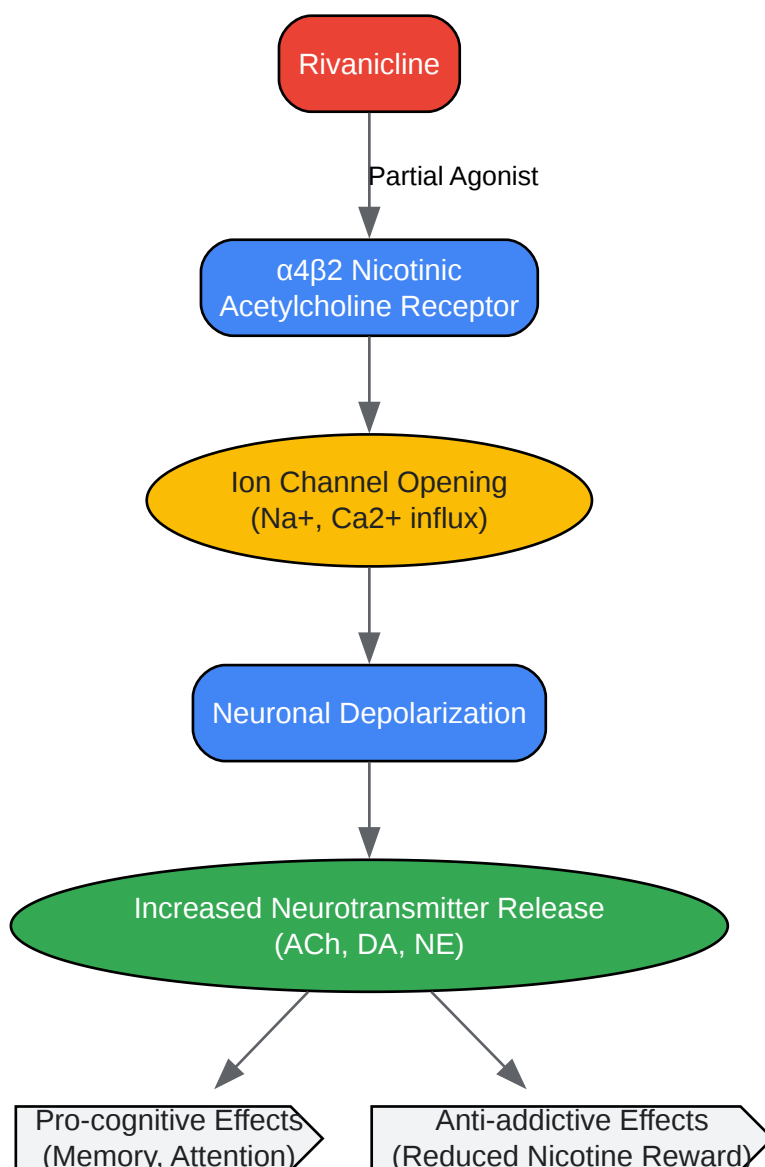 Rivanicline
Partial Agonist
α4β2 Nicotinic
Acetylcholine Receptor
Ion Channel Opening
(Na+, Ca2+ influx)
Neuronal Depolarization
Increased Neurotransmitter Release
(ACh, DA, NE)
Pro-cognitive Effects
(Memory, Attention)
Anti-addictive Effects
(Reduced Nicotine Reward)